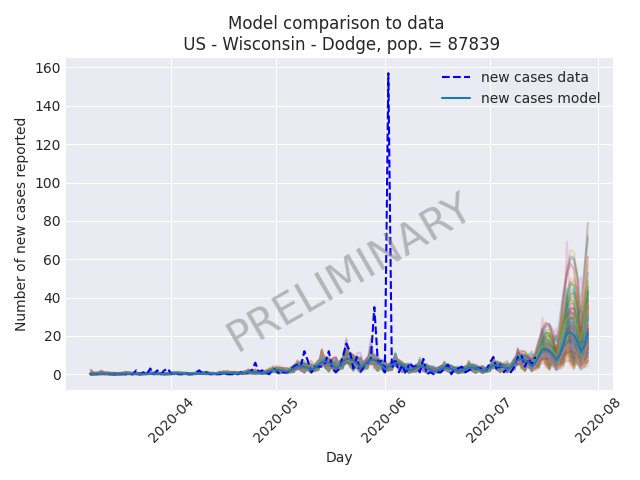 Model comparison to data
US - Wisconsin - Dodge, pop. = 87839
160
140
120
100
80
60
40
20
0
Number of new cases reported
new cases data
new cases model
PRELIMINARY
2020-04
2020-05
2020-06
2020-07
2020-08
Day